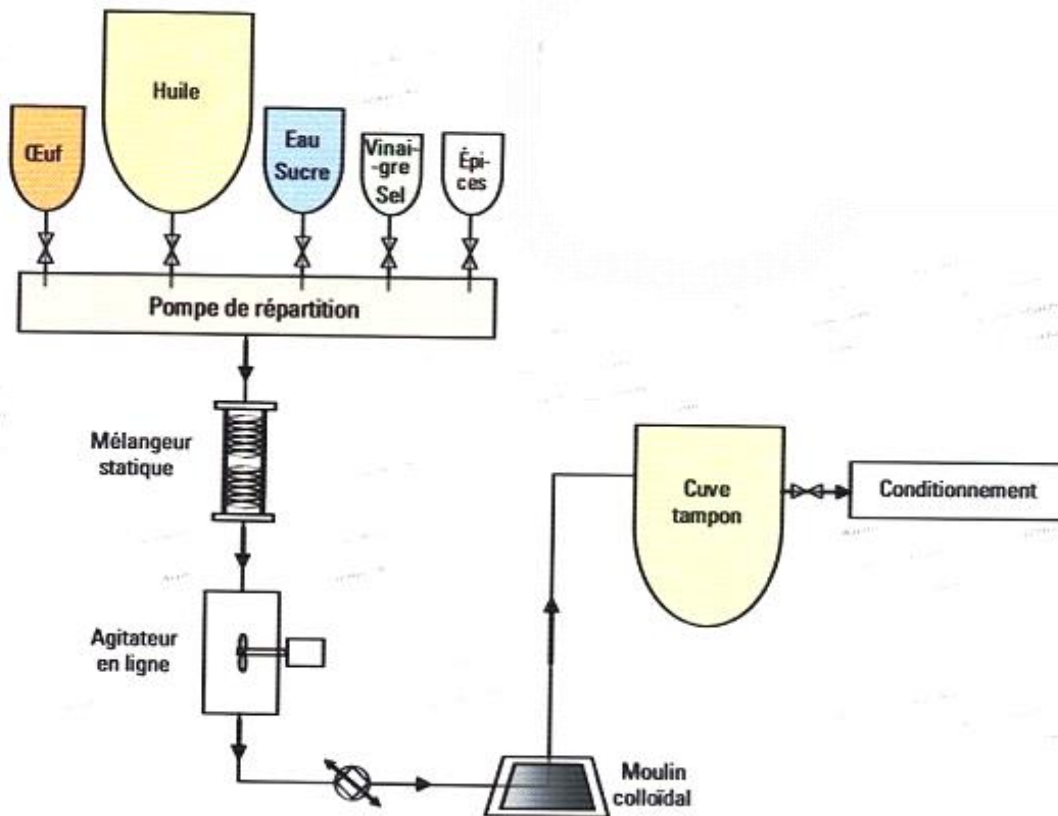 Huile
Œuf
Eau
Sucre
Vinai-
-gre
Sel
Épi-
ces
Pompe de répartition
Mélangeur
statique
Cuve
tampon
Conditionnement
Agitateur
en ligne
Moulin
colloïdal